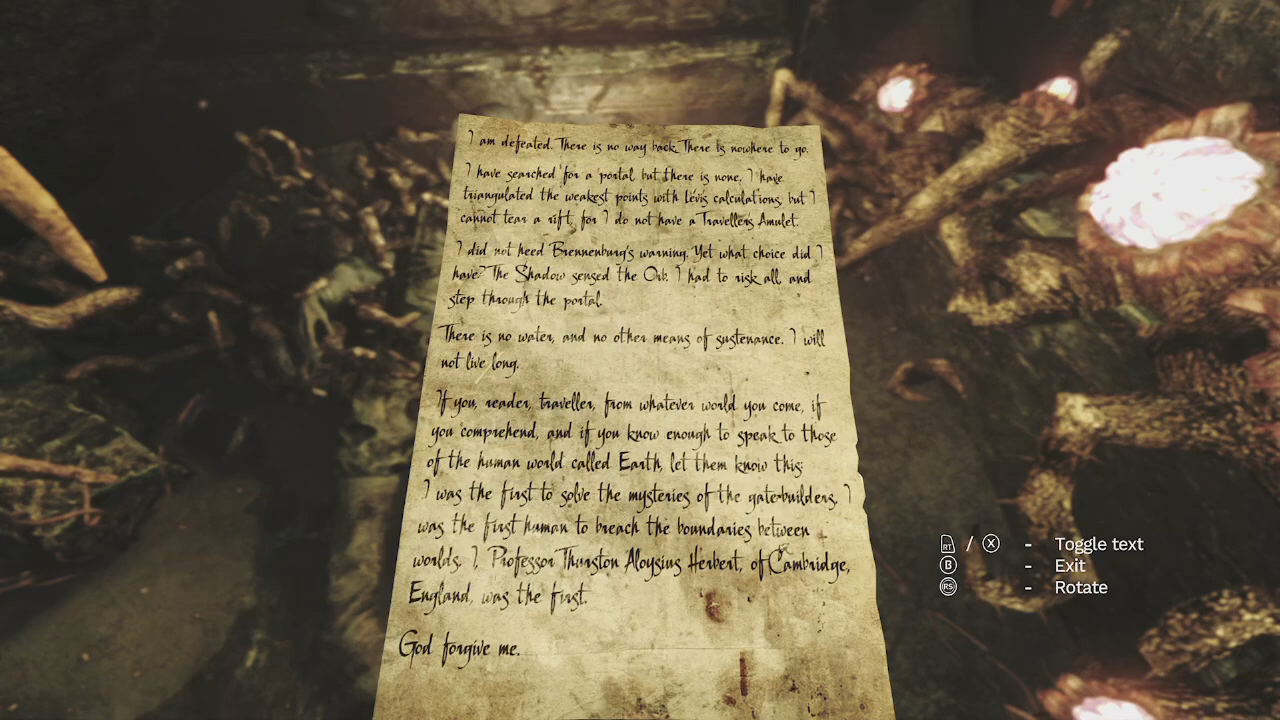 I am defeated. There is no way back. There is nowhere to go.
I have searched for a portal but there is none. I have
triangulated the weakest points with Lévi's calculations, but I
cannot tear a rift, for I do not have a Traveller's Amulet.
I did not heed Brennenburg's warning. Yet what choice did I
have? The Shadow sensed the Orb. I had to risk all, and
step through the portal.
There is no water, and no other means of sustenance. I will
not live long.
If you, reader, traveller, from whatever world you come, if
you comprehend, and if you know enough to speak to those
of the human world called Earth, let them know this:
I was the first to solve the mysteries of the gate-builders. I
was the first human to breach the boundaries between
worlds. I, Professor Thurston Aloysius Herbert, of Cambridge,
England, was the first.
God forgive me.
RT / X - Toggle text
B - Exit
RS - Rotate